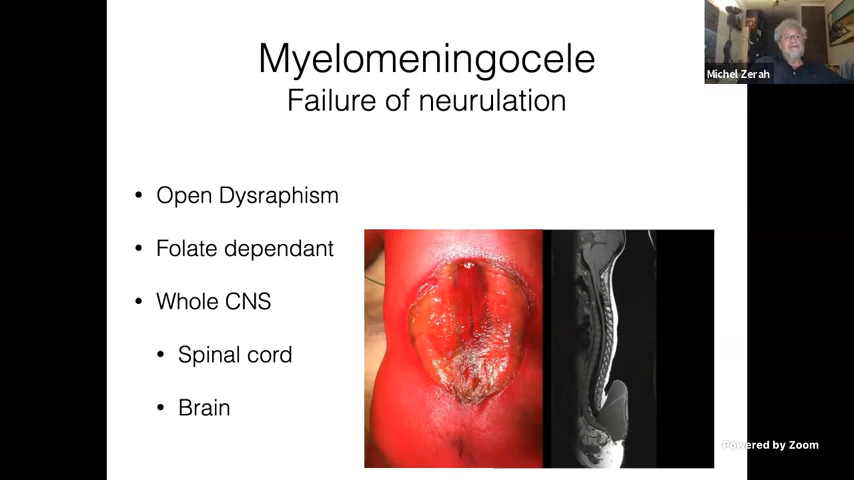 Myelomeningocele
Failure of neurulation
Michel Zerah
• Open Dysraphism
• Folate dependant
• Whole CNS
• Spinal cord
• Brain
Powered by Zoom